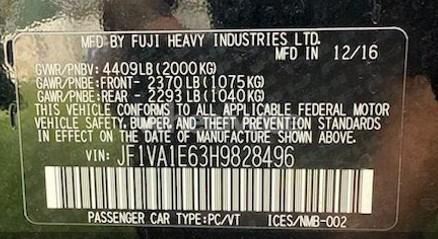 MFD BY FUJI HEAVY INDUSTRIES LTD.
MFD IN 12/16
GVWR/PNBV: 4409LB(2000KG)
GAWR/PNBE:FRONT- 2370LB(1075KG)
GAWR/PNBE:REAR - 2293LB(1040KG)
THIS VEHICLE CONFORMS TO ALL APPLICABLE FEDERAL MOTOR
VEHICLE SAFETY, BUMPER, AND THEFT PREVENTION STANDARDS
IN EFFECT ON THE DATE OF MANUFACTURE SHOWN ABOVE.
VIN: JF1VA1E63H9828496
PASSENGER CAR TYPE:PC/VT ICES/NMB-002